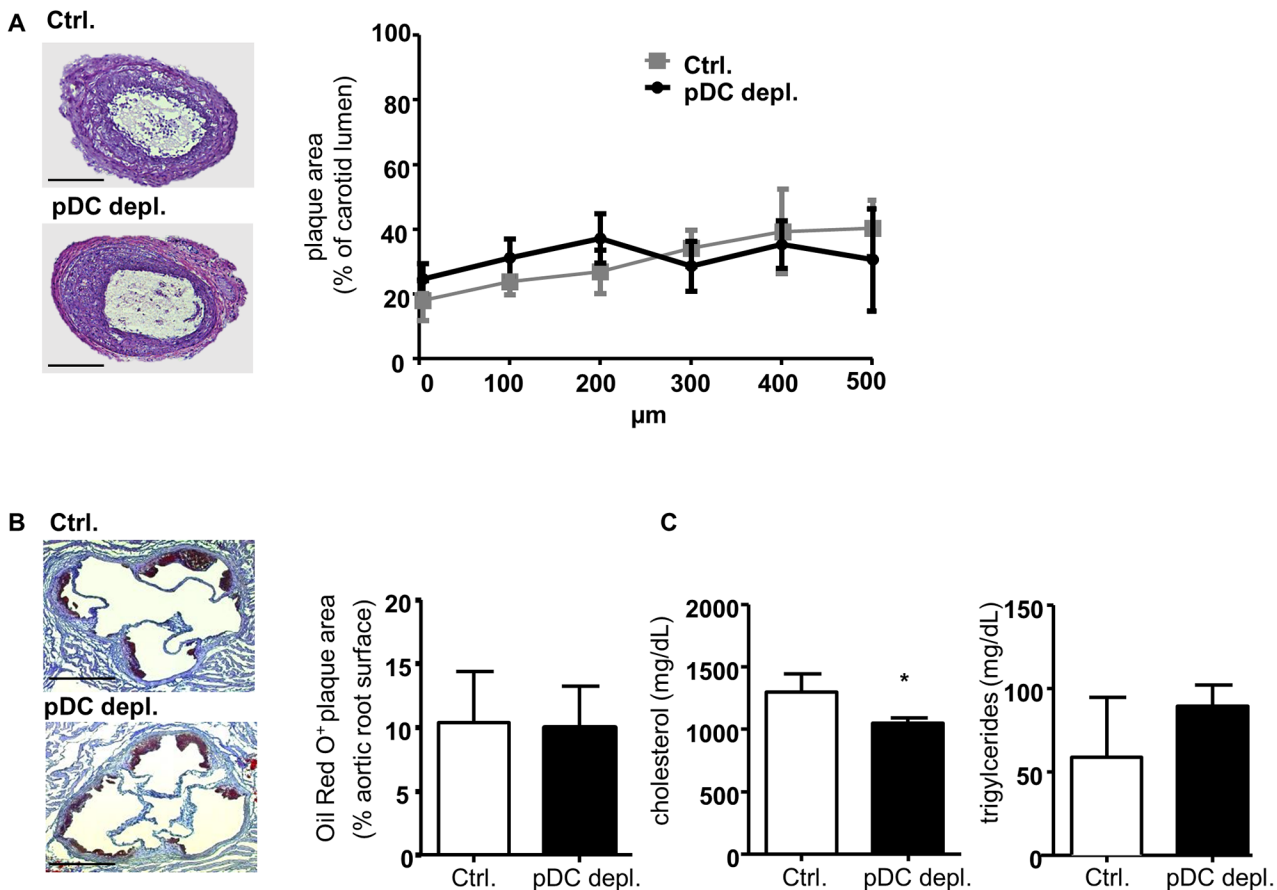 A
Ctrl.
pDC depl.
100
80
60
40
20
0
plaque area
(% of carotid lumen)
Ctrl.
pDC depl.
0 100 200 300 400 500
µm
B
Ctrl.
pDC depl.
20
15
10
5
0
Oil Red O+ plaque area
(% aortic root surface)
Ctrl. pDC depl.
C
2000
1500
1000
500
0
cholesterol (mg/dL)
*
Ctrl. pDC depl.
150
100
50
0
trigylcerides (mg/dL)
Ctrl. pDC depl.